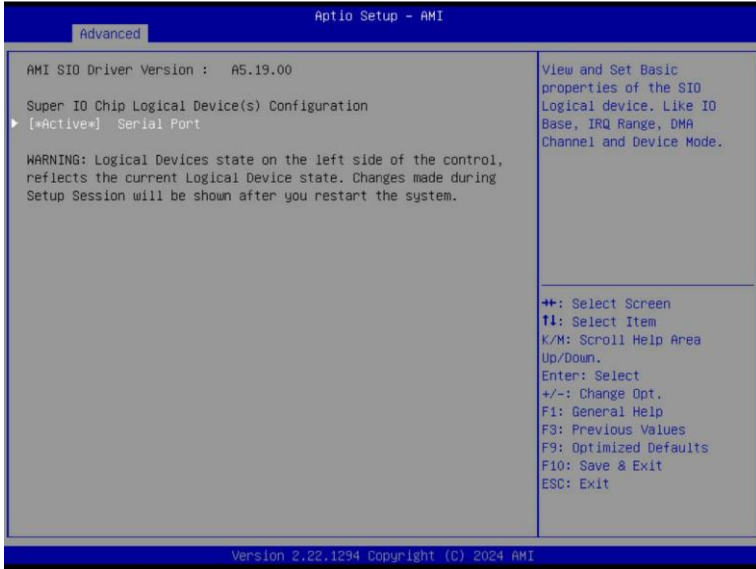 Aptio Setup - AMI
Advanced
AMI SIO Driver Version : A5.19.00
Super IO Chip Logical Device(s) Configuration
[*Active*] Serial Port
WARNING: Logical Devices state on the left side of the control,
reflects the current Logical Device state. Changes made during
Setup Session will be shown after you restart the system.
View and Set Basic
properties of the SIO
Logical device. Like IO
Base, IRQ Range, DMA
Channel and Device Mode.
→←: Select Screen
↑↓: Select Item
K/M: Scroll Help Area
Up/Down.
Enter: Select
+/-: Change Opt.
F1: General Help
F3: Previous Values
F9: Optimized Defaults
F10: Save & Exit
ESC: Exit
Version 2.22.1294 Copyright (C) 2024 AMI